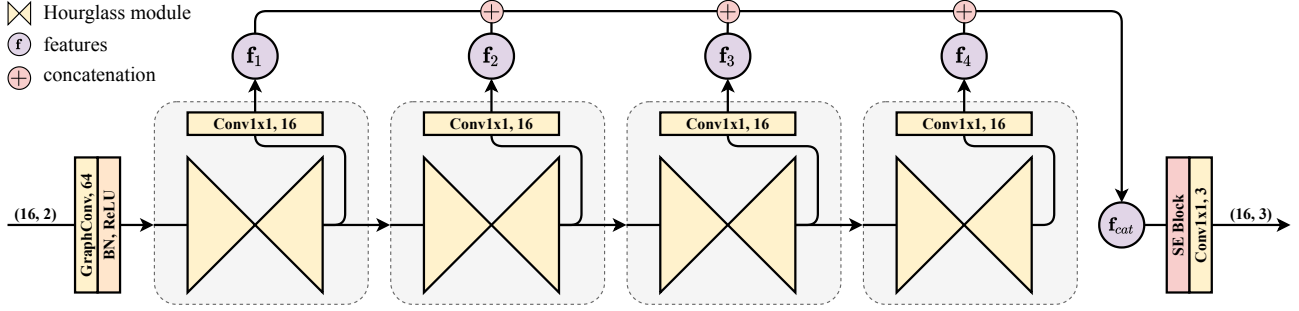 Hourglass module
f features
+ concatenation
f1
f2
f3
f4
+
+
+
Conv1x1, 16
Conv1x1, 16
Conv1x1, 16
Conv1x1, 16
(16, 2)
GraphConv, 64
BN, ReLU
fcat
SE Block
Conv1x1, 3
(16, 3)